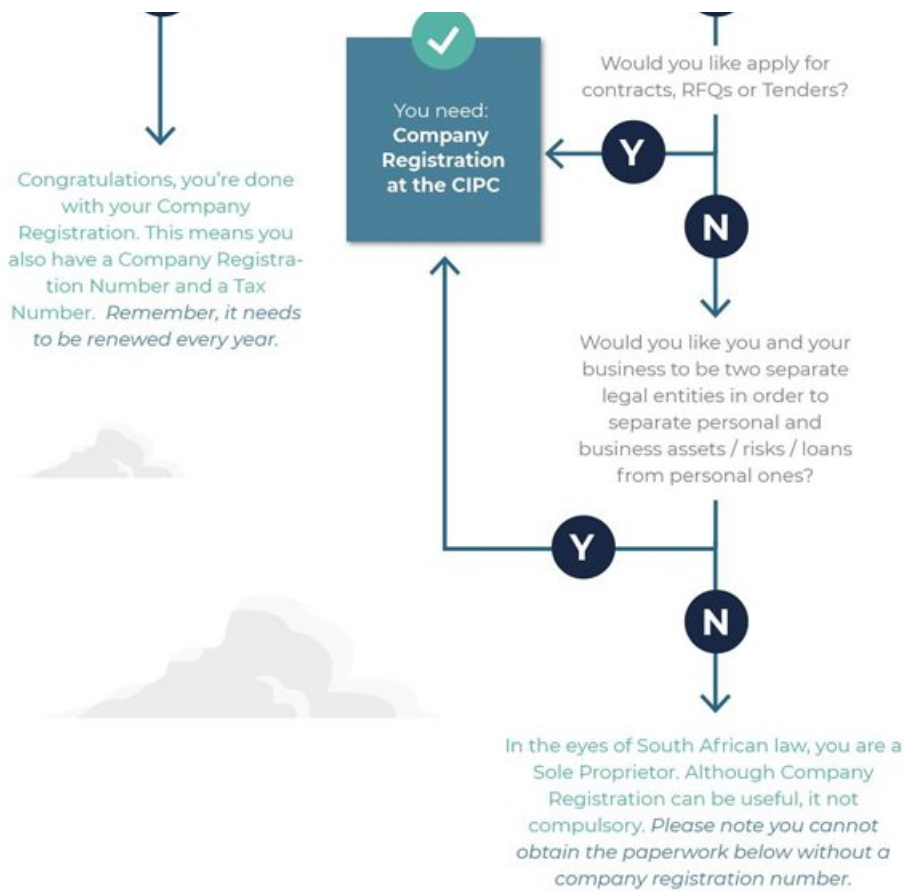 Would you like apply for
contracts, RFQs or Tenders?
You need:
Company
Registration
at the CIPC
Y
N
Congratulations, you're done
with your Company
Registration. This means you
also have a Company Registra-
tion Number and a Tax
Number. Remember, it needs
to be renewed every year.
Would you like you and your
business to be two separate
legal entities in order to
separate personal and
business assets / risks / loans
from personal ones?
Y
N
In the eyes of South African law, you are a
Sole Proprietor. Although Company
Registration can be useful, it not
compulsory. Please note you cannot
obtain the paperwork below without a
company registration number.